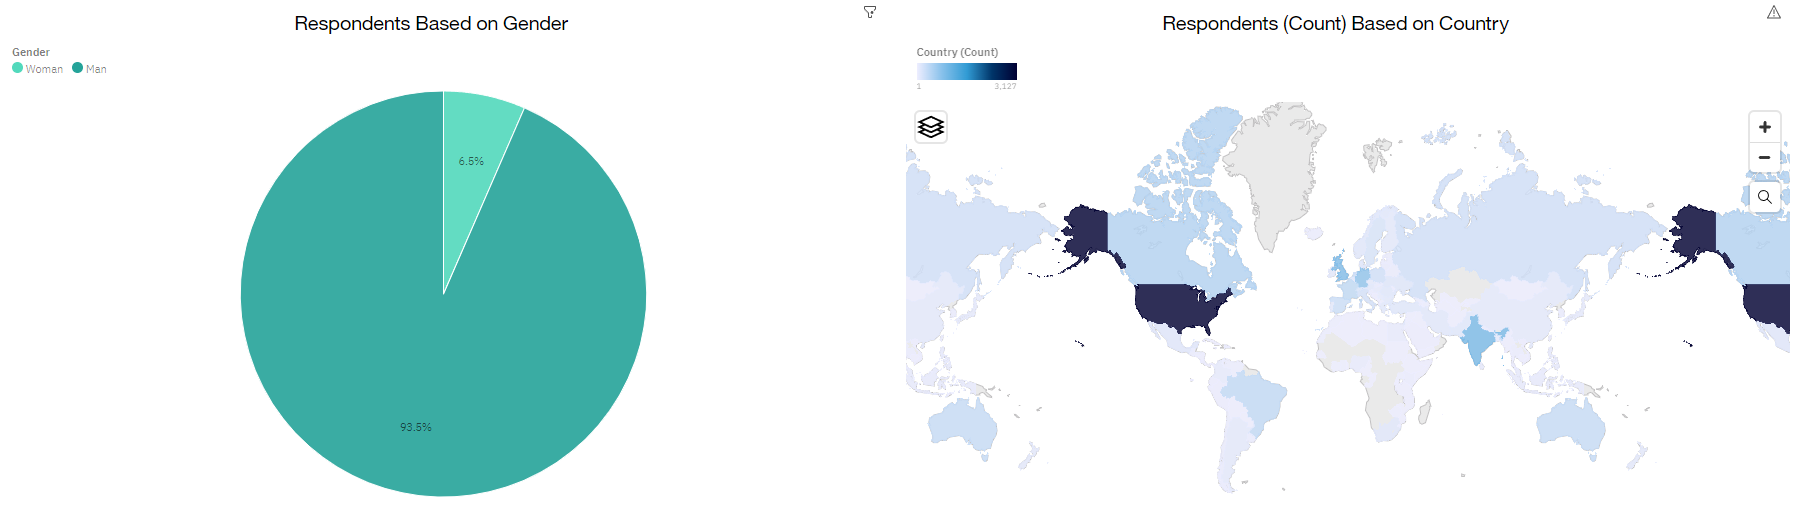 Respondents Based on Gender
Gender
Woman Man
6.5%
93.5%
Respondents (Count) Based on Country
Country (Count)
1 3,127